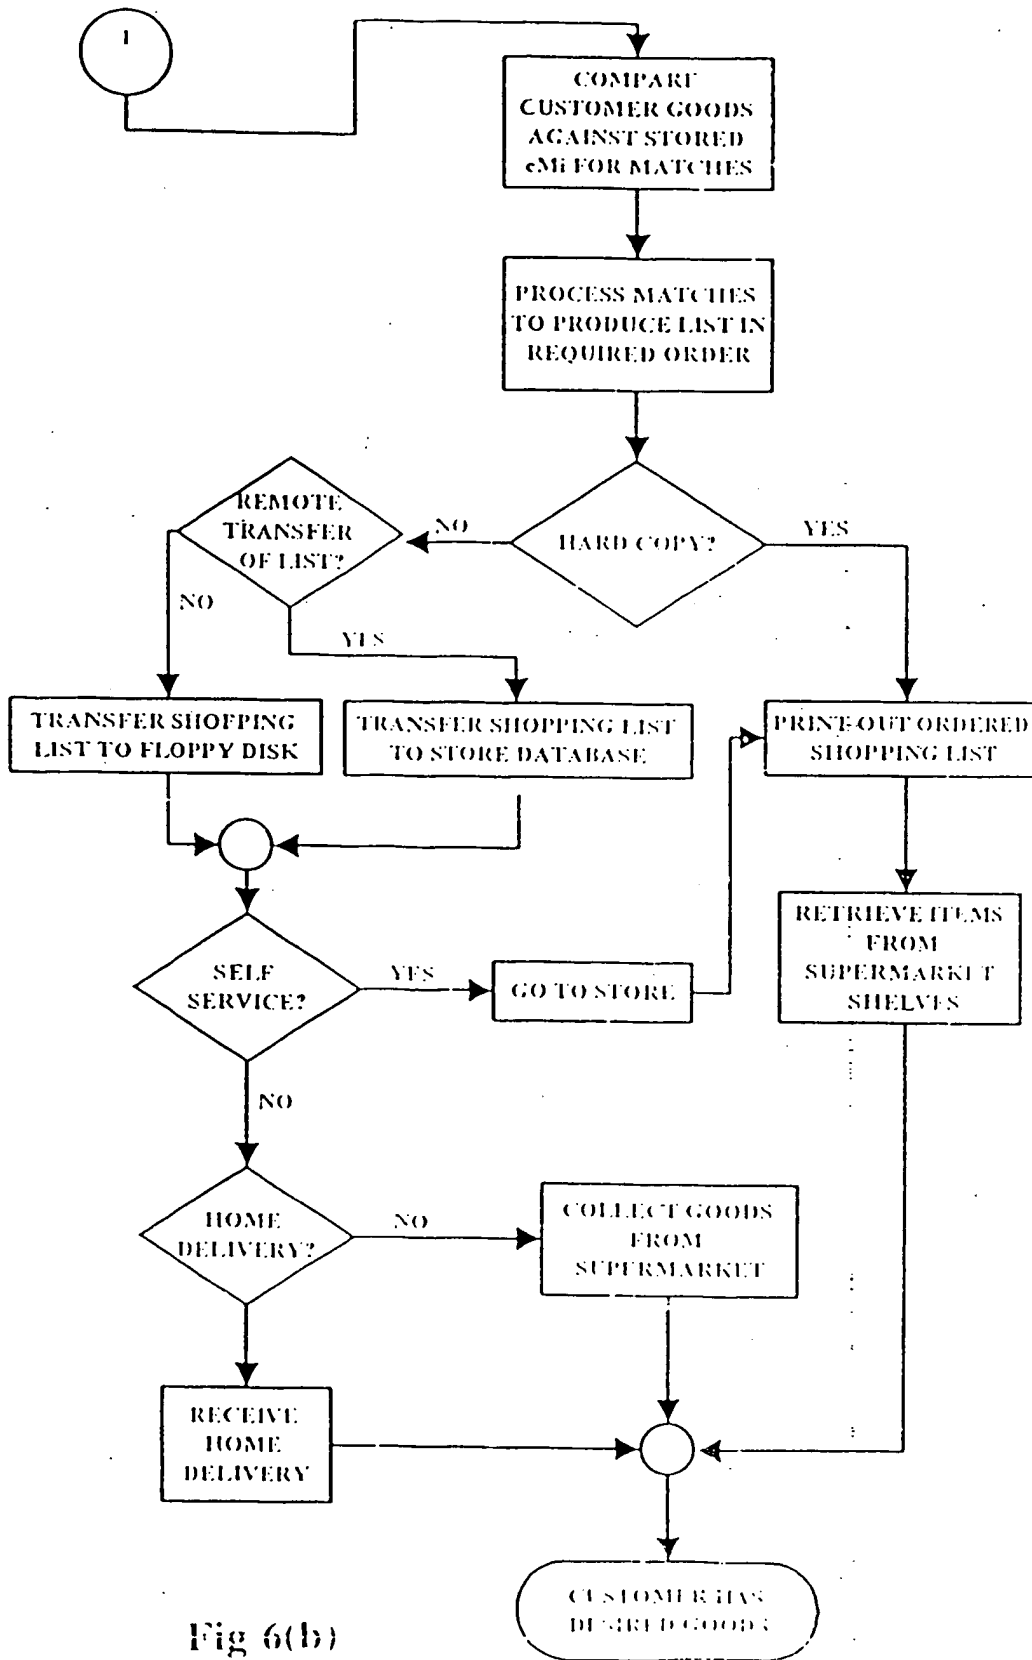 1
COMPARE
CUSTOMER GOODS
AGAINST STORED
eMi FOR MATCHES
PROCESS MATCHES
TO PRODUCE LIST IN
REQUIRED ORDER
HARD COPY?
NO
YES
REMOTE
TRANSFER
OF LIST?
NO
YES
TRANSFER SHOPPING
LIST TO FLOPPY DISK
TRANSFER SHOPPING LIST
TO STORE DATABASE
PRINT-OUT ORDERED
SHOPPING LIST
SELF
SERVICE?
YES
GO TO STORE
RETRIEVE ITEMS
FROM
SUPERMARKET
SHELVES
NO
HOME
DELIVERY?
NO
COLLECT GOODS
FROM
SUPERMARKET
RECEIVE
HOME
DELIVERY
CUSTOMER HAS
DESIRED GOODS
Fig 6(b)